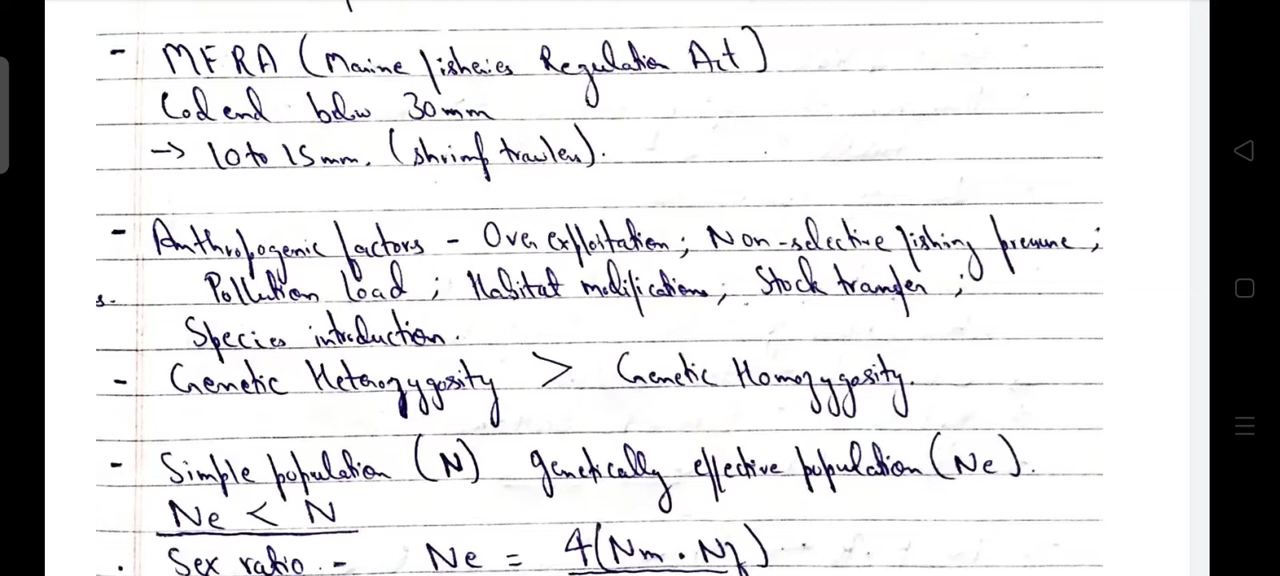 - MFRA (Marine fisheries Regulation Act)
Cod end below 30mm
→ 10 to 15mm. (shrimp trawlers).
- Anthropogenic factors - Over exploitation; Non-selective fishing pressure;
Pollution load; Habitat modifications; Stock transfer;
Species introduction.
- Genetic Heterozygosity > Genetic Homozygosity.
- Simple population (N) genetically effective population (Ne).
Ne < N
. Sex ratio - Ne = 4(Nm . Nf)